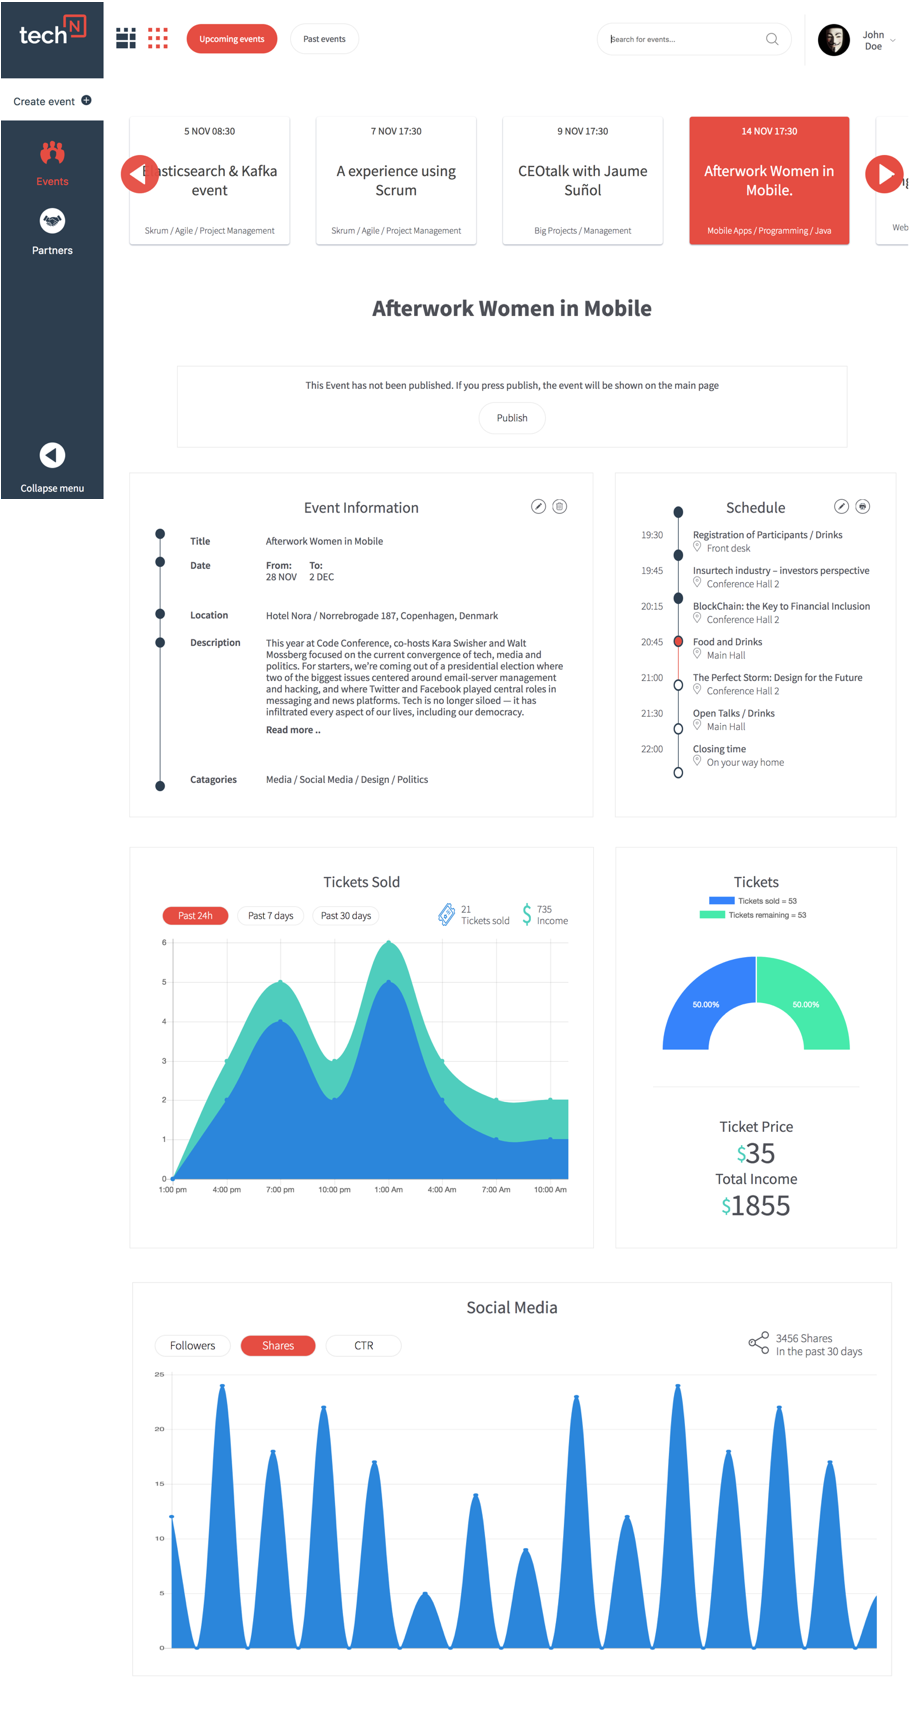 tech N
Upcoming events
Past events
Search for events...
John
Doe
Create event
Events
Partners
Collapse menu
5 NOV 08:30
Elasticsearch & Kafka
event
Skrum / Agile / Project Management
7 NOV 17:30
A experience using
Scrum
Skrum / Agile / Project Management
9 NOV 17:30
CEOtalk with Jaume
Suñol
Big Projects / Management
14 NOV 17:30
Afterwork Women in
Mobile.
Mobile Apps / Programming / Java
Web
Afterwork Women in Mobile
This Event has not been published. If you press publish, the event will be shown on the main page
Publish
Event Information
Title
Afterwork Women in Mobile
Date
From: To:
28 NOV 2 DEC
Location
Hotel Nora / Norrebrogade 187, Copenhagen, Denmark
Description
This year at Code Conference, co-hosts Kara Swisher and Walt
Mossberg focused on the current convergence of tech, media and
politics. For starters, we're coming out of a presidential election where
two of the biggest issues centered around email-server management
and hacking, and where Twitter and Facebook played central roles in
messaging and news platforms. Tech is no longer siloed — it has
infiltrated every aspect of our lives, including our democracy.
Read more ..
Catagories
Media / Social Media / Design / Politics
Schedule
19:30 Registration of Participants / Drinks
Front desk
19:45 Insurtech industry – investors perspective
Conference Hall 2
20:15 BlockChain: the Key to Financial Inclusion
Conference Hall 2
20:45 Food and Drinks
Main Hall
21:00 The Perfect Storm: Design for the Future
Conference Hall 2
21:30 Open Talks / Drinks
Main Hall
22:00 Closing time
On your way home
Tickets Sold
Past 24h
Past 7 days
Past 30 days
21
Tickets sold
$ 735
Income
6
5
4
3
2
1
0
1:00 pm 4:00 pm 7:00 pm 10:00 pm 1:00 Am 4:00 Am 7:00 Am 10:00 Am
Tickets
Tickets sold = 53
Tickets remaining = 53
50.00% 50.00%
Ticket Price
$35
Total Income
$1855
Social Media
Followers
Shares
CTR
3456 Shares
In the past 30 days
25
20
15
10
5
0